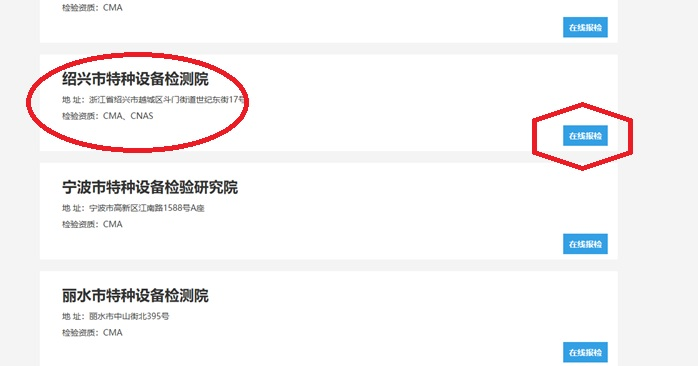 检验资质：CMA
在线报检
绍兴市特种设备检测院
地 址：浙江省绍兴市越城区斗门街道世纪东街17号
检验资质：CMA、CNAS
在线报检
宁波市特种设备检验研究院
地 址：宁波市高新区江南路1588号A座
检验资质：CMA
在线报检
丽水市特种设备检测院
地 址：丽水市中山街北395号
检验资质：CMA
在线报检